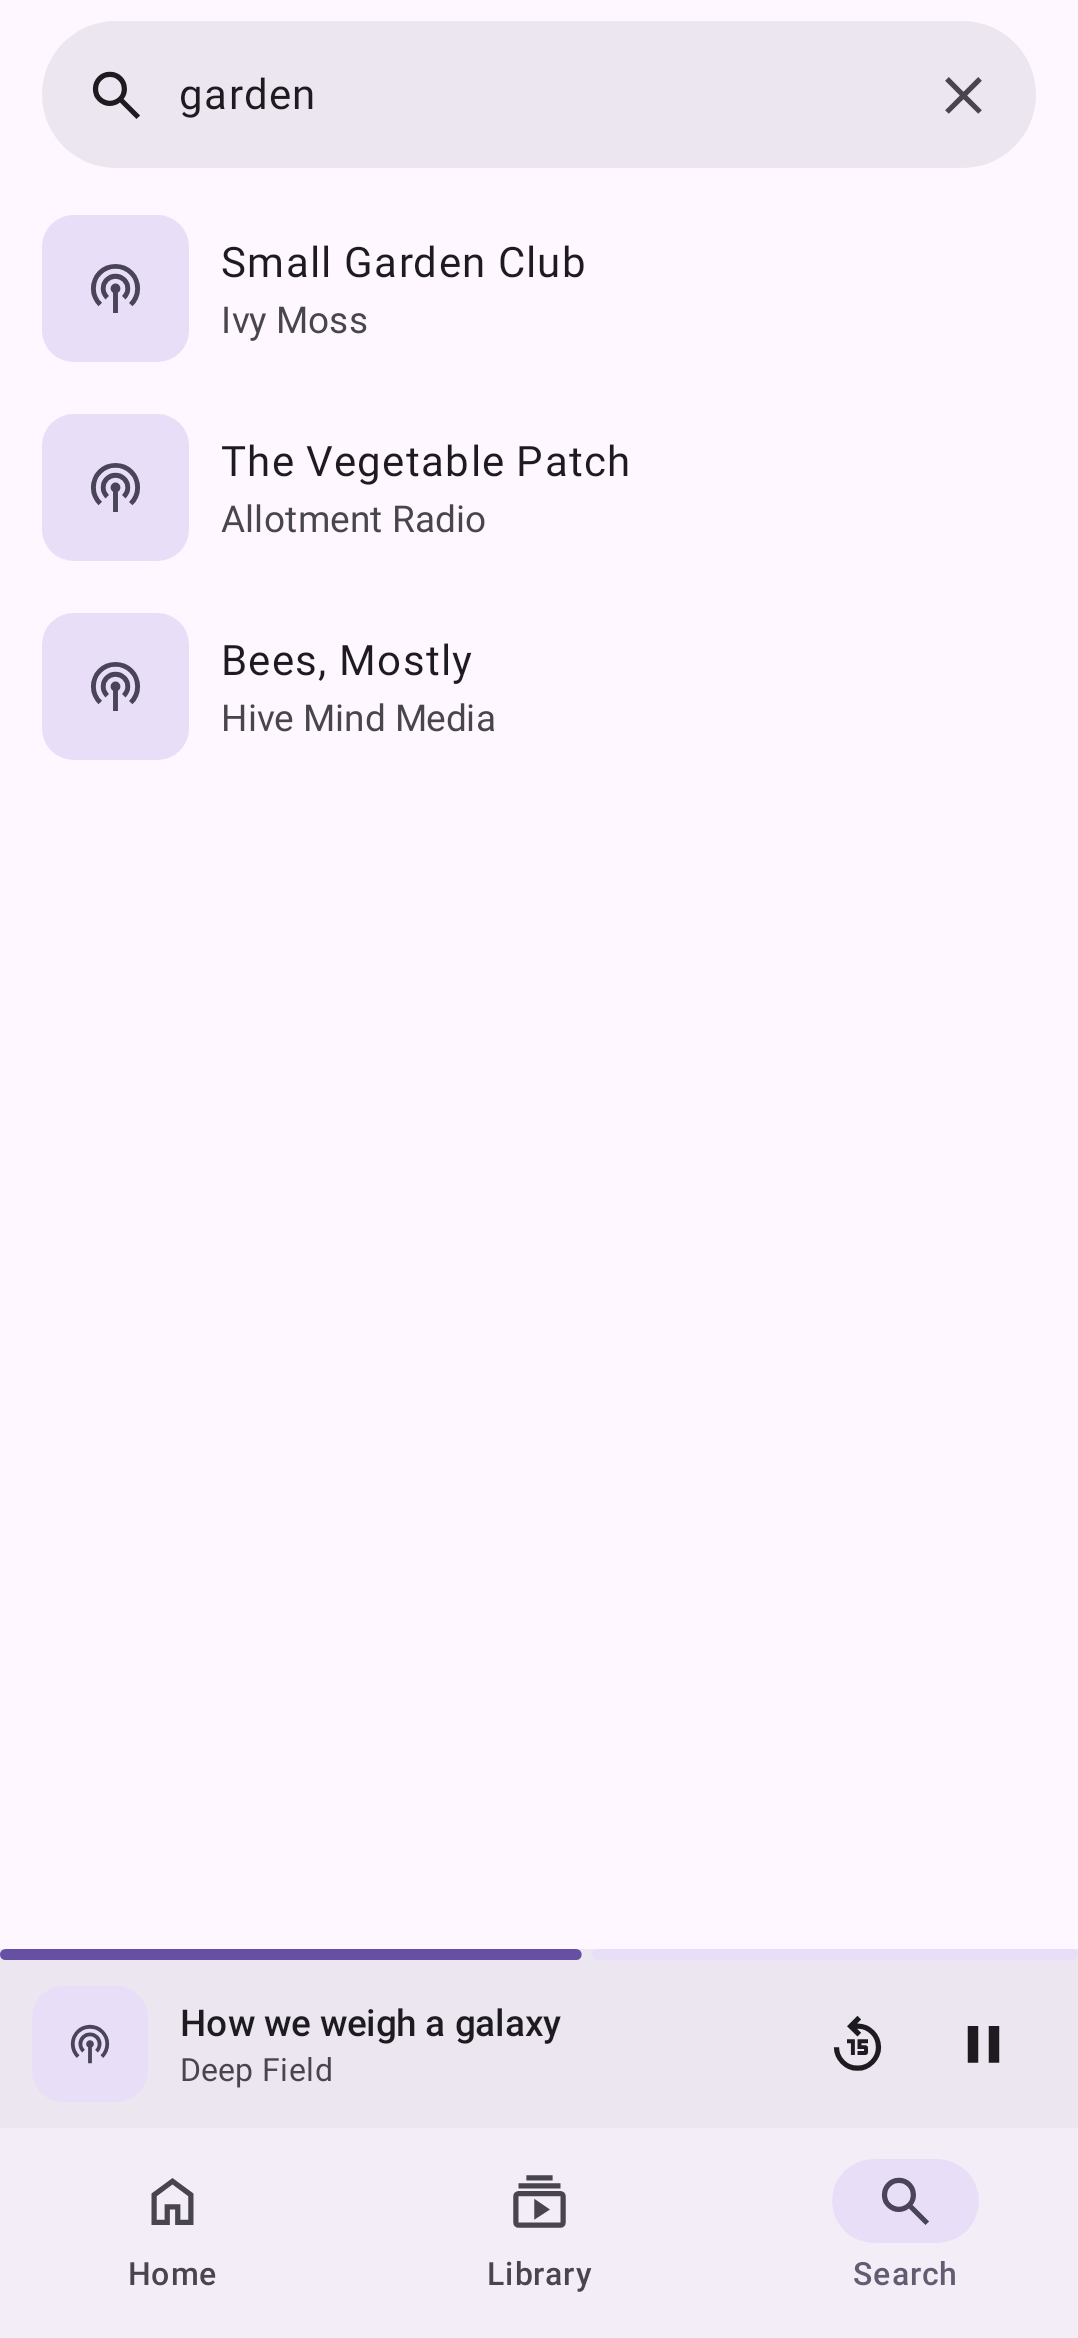 garden
Small Garden Club
Ivy Moss
The Vegetable Patch
Allotment Radio
Bees, Mostly
Hive Mind Media
How we weigh a galaxy
Deep Field
15
Home
Library
Search